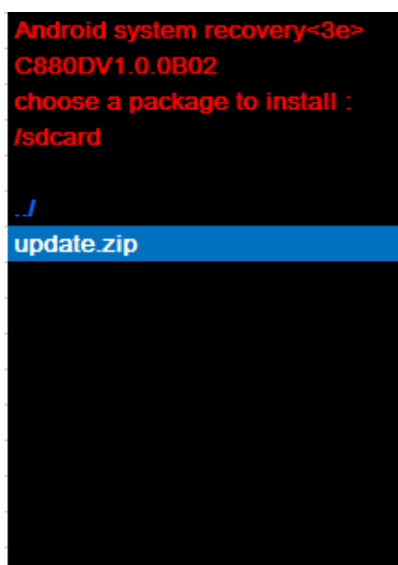 Android system recovery<3e>
C880DV1.0.0B02
choose a package to install :
/sdcard
../
update.zip